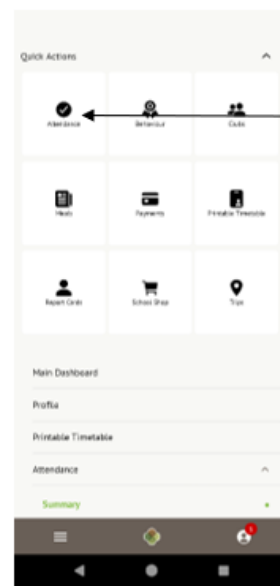 Quick Actions
Attendance
Behaviour
Clubs
Meals
Payments
Printable Timetable
Report Cards
School Shop
Trips
Main Dashboard
Profile
Printable Timetable
Attendance
Summary